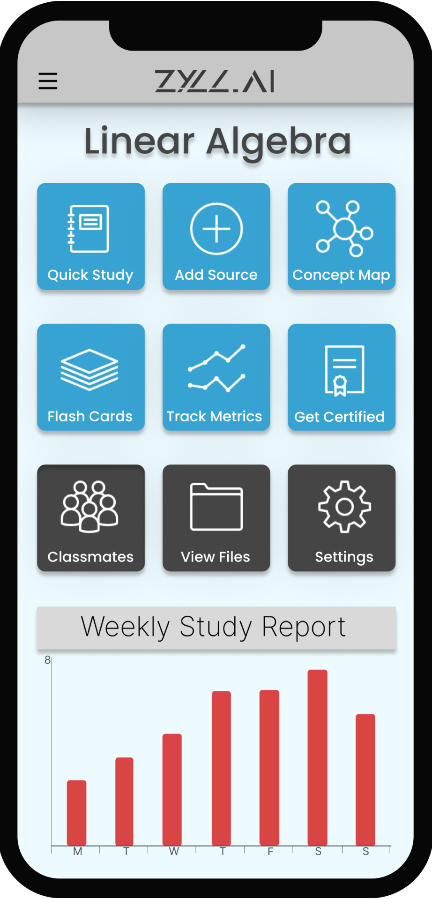 ZYLL.AI
Linear Algebra
Quick Study
Add Source
Concept Map
Flash Cards
Track Metrics
Get Certified
Classmates
View Files
Settings
Weekly Study Report
8
M T W T F S S